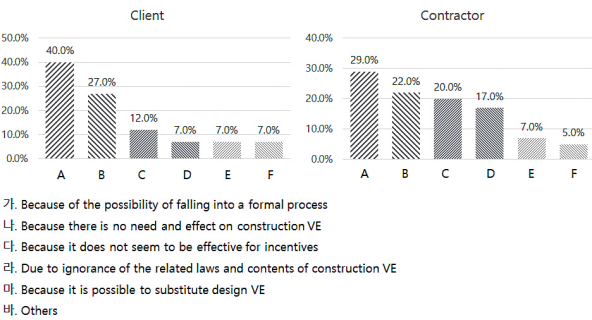 Client
Contractor
50.0%
40.0%
30.0%
20.0%
10.0%
0.0%
40.0%
27.0%
12.0%
7.0%
7.0%
7.0%
A B C D E F
40.0%
30.0%
20.0%
10.0%
0.0%
29.0%
22.0%
20.0%
17.0%
7.0%
5.0%
A B C D E F
가. Because of the possibility of falling into a formal process
나. Because there is no need and effect on construction VE
다. Because it does not seem to be effective for incentives
라. Due to ignorance of the related laws and contents of construction VE
마. Because it is possible to substitute design VE
바. Others